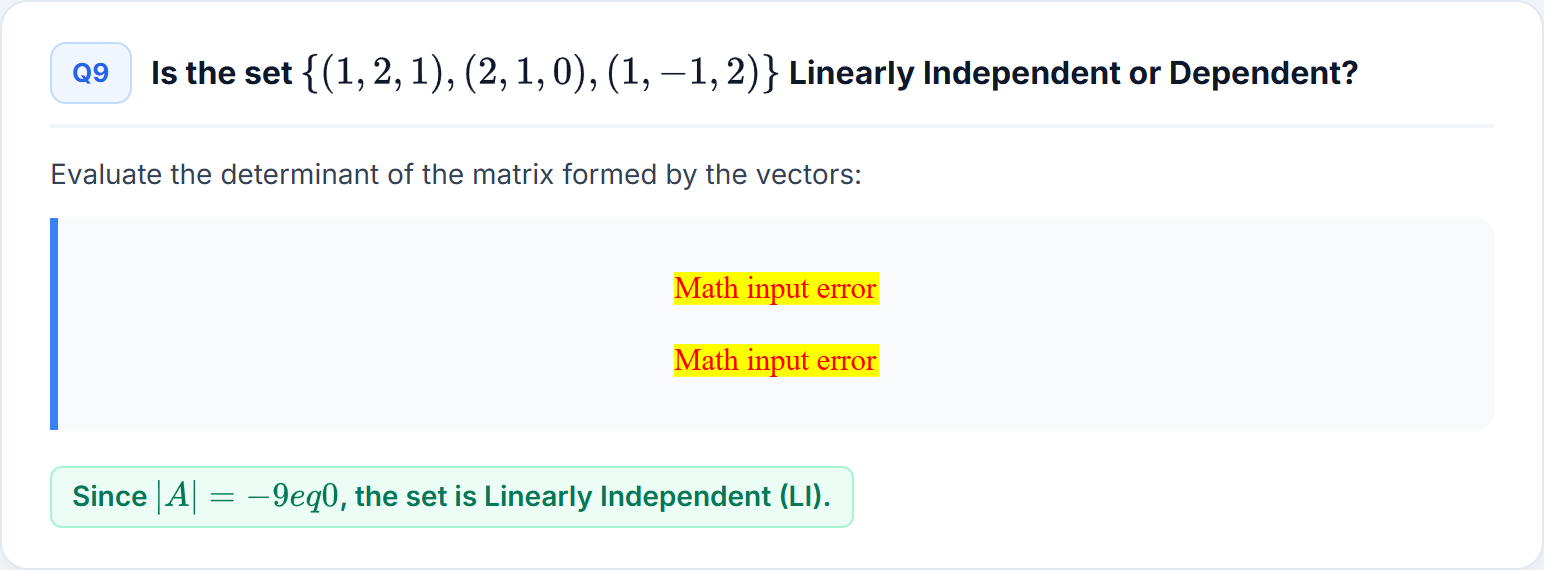 Q9 Is the set {(1, 2, 1), (2, 1, 0), (1, −1, 2)} Linearly Independent or Dependent?
Evaluate the determinant of the matrix formed by the vectors:
Math input error
Math input error
Since |A| = −9eq0, the set is Linearly Independent (LI).